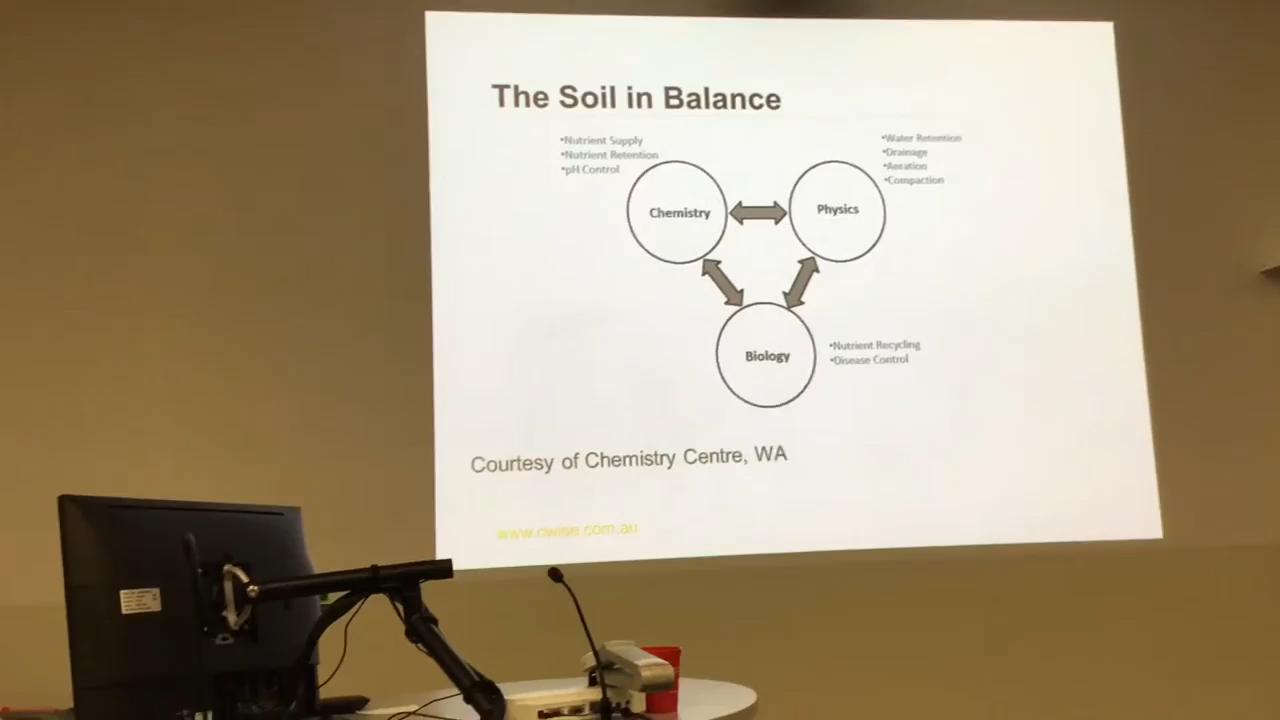 The Soil in Balance
•Nutrient Supply
•Nutrient Retention
•pH Control
•Water Retention
•Drainage
•Aeration
•Compaction
Chemistry
Physics
Biology
•Nutrient Recycling
•Disease Control
Courtesy of Chemistry Centre, WA
www.cwise.com.au